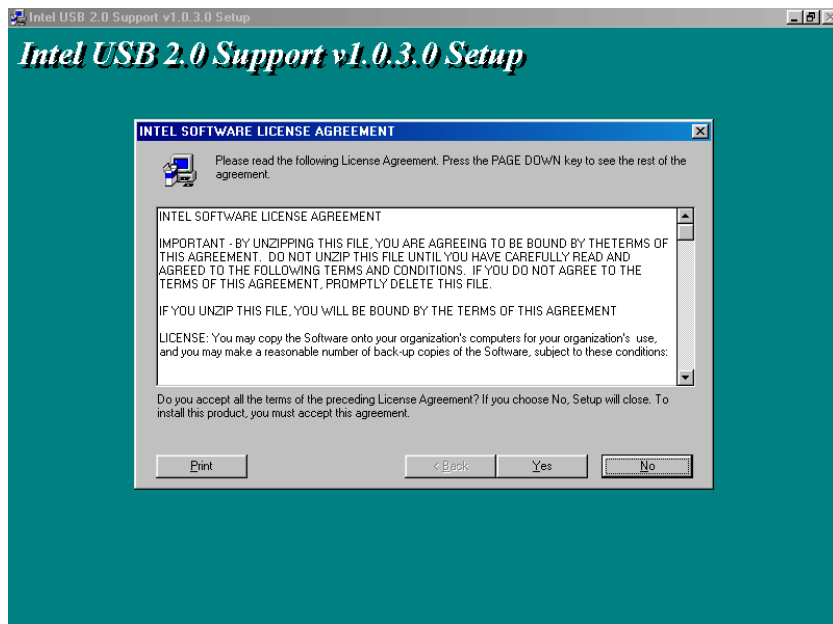 Intel USB 2.0 Support v1.0.3.0 Setup
Intel USB 2.0 Support v1.0.3.0 Setup
INTEL SOFTWARE LICENSE AGREEMENT
Please read the following License Agreement. Press the PAGE DOWN key to see the rest of the
agreement.
INTEL SOFTWARE LICENSE AGREEMENT
IMPORTANT - BY UNZIPPING THIS FILE, YOU ARE AGREEING TO BE BOUND BY THETERMS OF
THIS AGREEMENT. DO NOT UNZIP THIS FILE UNTIL YOU HAVE CAREFULLY READ AND
AGREED TO THE FOLLOWING TERMS AND CONDITIONS. IF YOU DO NOT AGREE TO THE
TERMS OF THIS AGREEMENT, PROMPTLY DELETE THIS FILE.
IF YOU UNZIP THIS FILE, YOU WILL BE BOUND BY THE TERMS OF THIS AGREEMENT
LICENSE: You may copy the Software onto your organization's computers for your organization's use,
and you may make a reasonable number of back-up copies of the Software, subject to these conditions:
Do you accept all the terms of the preceding License Agreement? If you choose No, Setup will close. To
install this product, you must accept this agreement.
Print
< Back
Yes
No